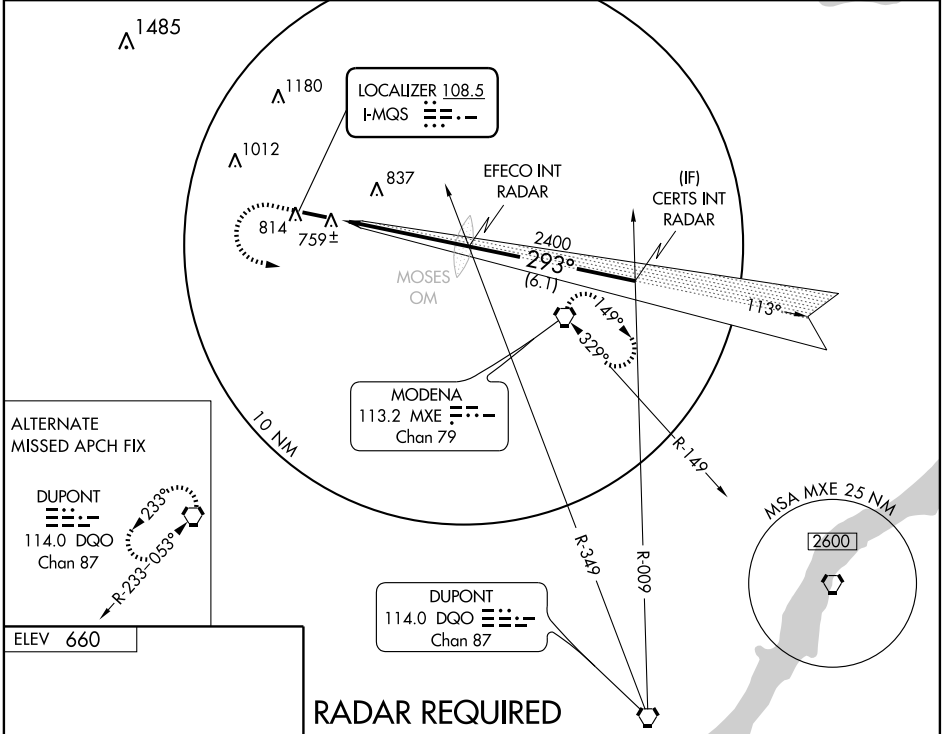 1485
1180
LOCALIZER 108.5
I-MQS
1012
837
EFECO INT
RADAR
(IF)
CERTS INT
RADAR
814
759±
2400
293°
(6.1)
MOSES
OM
113°
149°
329°
MODENA
113.2 MXE
Chan 79
10 NM
R-149
ALTERNATE
MISSED APCH FIX
DUPONT
114.0 DQO
Chan 87
233°
R-233
053°
MSA MXE 25 NM
2600
R-349
R-009
DUPONT
114.0 DQO
Chan 87
ELEV 660
RADAR REQUIRED